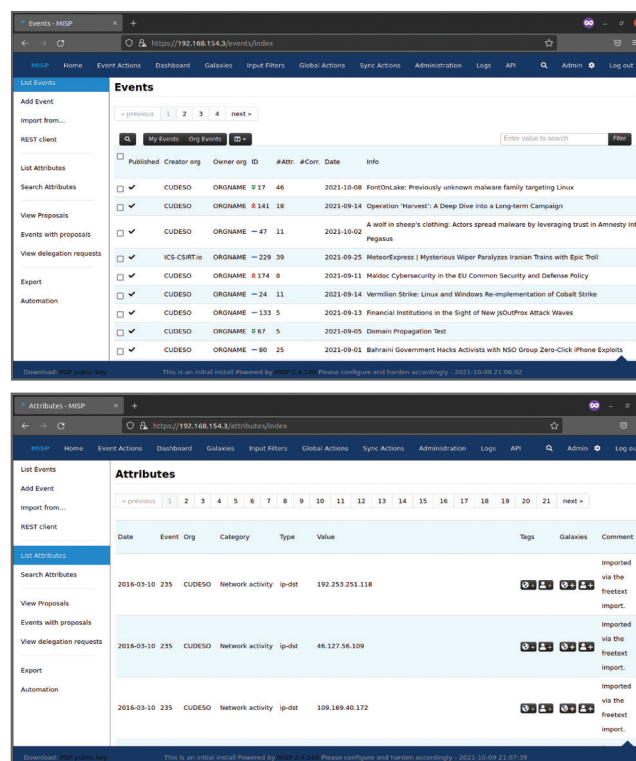 Events - MISP × +
https://192.168.154.3/events/index
MISP Home Event Actions Dashboard Galaxies Input Filters Global Actions Sync Actions Administration Logs API Admin Log out
List Events
Add Event
Import from...
REST client
List Attributes
Search Attributes
View Proposals
Events with proposals
View delegation requests
Export
Automation
Events
« previous 1 2 3 4 next »
My Events Org Events Enter value to search Filter
Published Creator org Owner org ID #Attr. #Corr. Date Info
CUDESO ORGNAME 17 46 2021-10-08 FontOnLake: Previously unknown malware family targeting Linux
CUDESO ORGNAME 141 18 2021-09-14 Operation 'Harvest': A Deep Dive into a Long-term Campaign
CUDESO ORGNAME 47 11 2021-10-02 A wolf in sheep's clothing: Actors spread malware by leveraging trust in Amnesty Int
Pegasus
ICS-CSIRT.io ORGNAME 229 39 2021-09-25 MeteorExpress | Mysterious Wiper Paralyzes Iranian Trains with Epic Troll
CUDESO ORGNAME 174 8 2021-09-11 Maldoc Cybersecurity in the EU Common Security and Defense Policy
CUDESO ORGNAME 24 11 2021-09-14 Vermilion Strike: Linux and Windows Re-implementation of Cobalt Strike
CUDESO ORGNAME 133 5 2021-09-13 Financial Institutions in the Sight of New JsOutProx Attack Waves
CUDESO ORGNAME 67 5 2021-09-05 Domain Propagation Test
CUDESO ORGNAME 80 25 2021-09-01 Bahraini Government Hacks Activists with NSO Group Zero-Click iPhone Exploits
Download: PGP public key This is an initial install Powered by MISP 2.4.148 Please configure and harden accordingly - 2021-10-09 21:06:02
Attributes - MISP × +
https://192.168.154.3/attributes/index
MISP Home Event Actions Dashboard Galaxies Input Filters Global Actions Sync Actions Administration Logs API Admin Log ou
List Events
Add Event
Import from...
REST client
List Attributes
Search Attributes
View Proposals
Events with proposals
View delegation requests
Export
Automation
Attributes
« previous 1 2 3 4 5 6 7 8 9 10 11 12 13 14 15 16 17 18 19 20 21 next »
Date Event Org Category Type Value Tags Galaxies Comment
2016-03-10 235 CUDESO Network activity ip-dst 192.253.251.118 Imported
via the
freetext
import.
2016-03-10 235 CUDESO Network activity ip-dst 46.127.56.109 Imported
via the
freetext
import.
2016-03-10 235 CUDESO Network activity ip-dst 109.169.40.172 Imported
via the
freetext
import.
Download: PGP public key This is an initial install Powered by MISP 2.4.148 Please configure and harden accordingly - 2021-10-09 21:07:39